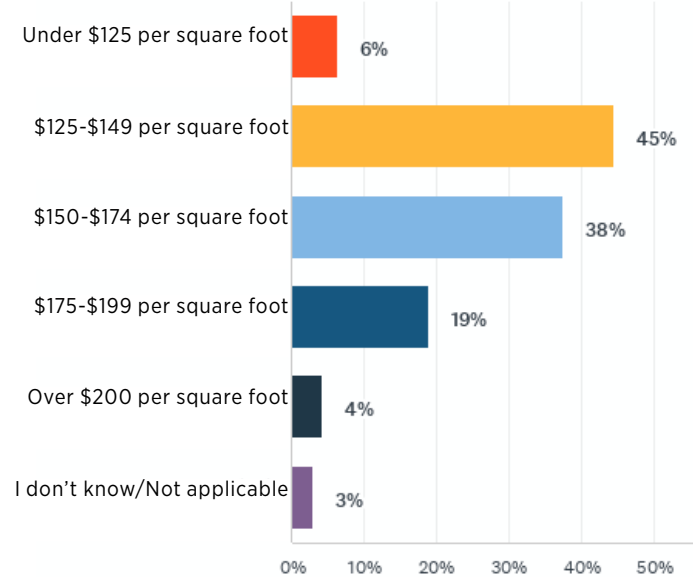 Under $125 per square foot
6%
$125-$149 per square foot
45%
$150-$174 per square foot
38%
$175-$199 per square foot
19%
Over $200 per square foot
4%
I don’t know/Not applicable
3%
0% 10% 20% 30% 40% 50%